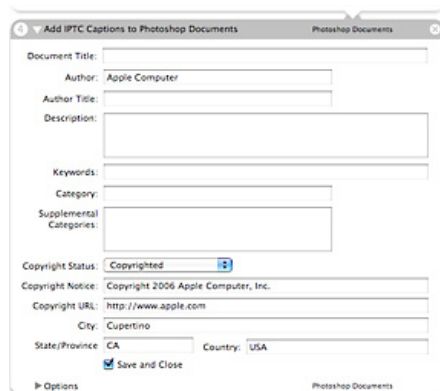 4 Add IPTC Captions to Photoshop Documents Photoshop Documents
Document Title:
Author: Apple Computer
Author Title:
Description:
Keywords:
Category:
Supplemental
Categories:
Copyright Status: Copyrighted
Copyright Notice: Copyright 2006 Apple Computer, Inc.
Copyright URL: http://www.apple.com
City: Cupertino
State/Province CA Country: USA
Save and Close
Options Photoshop Documents